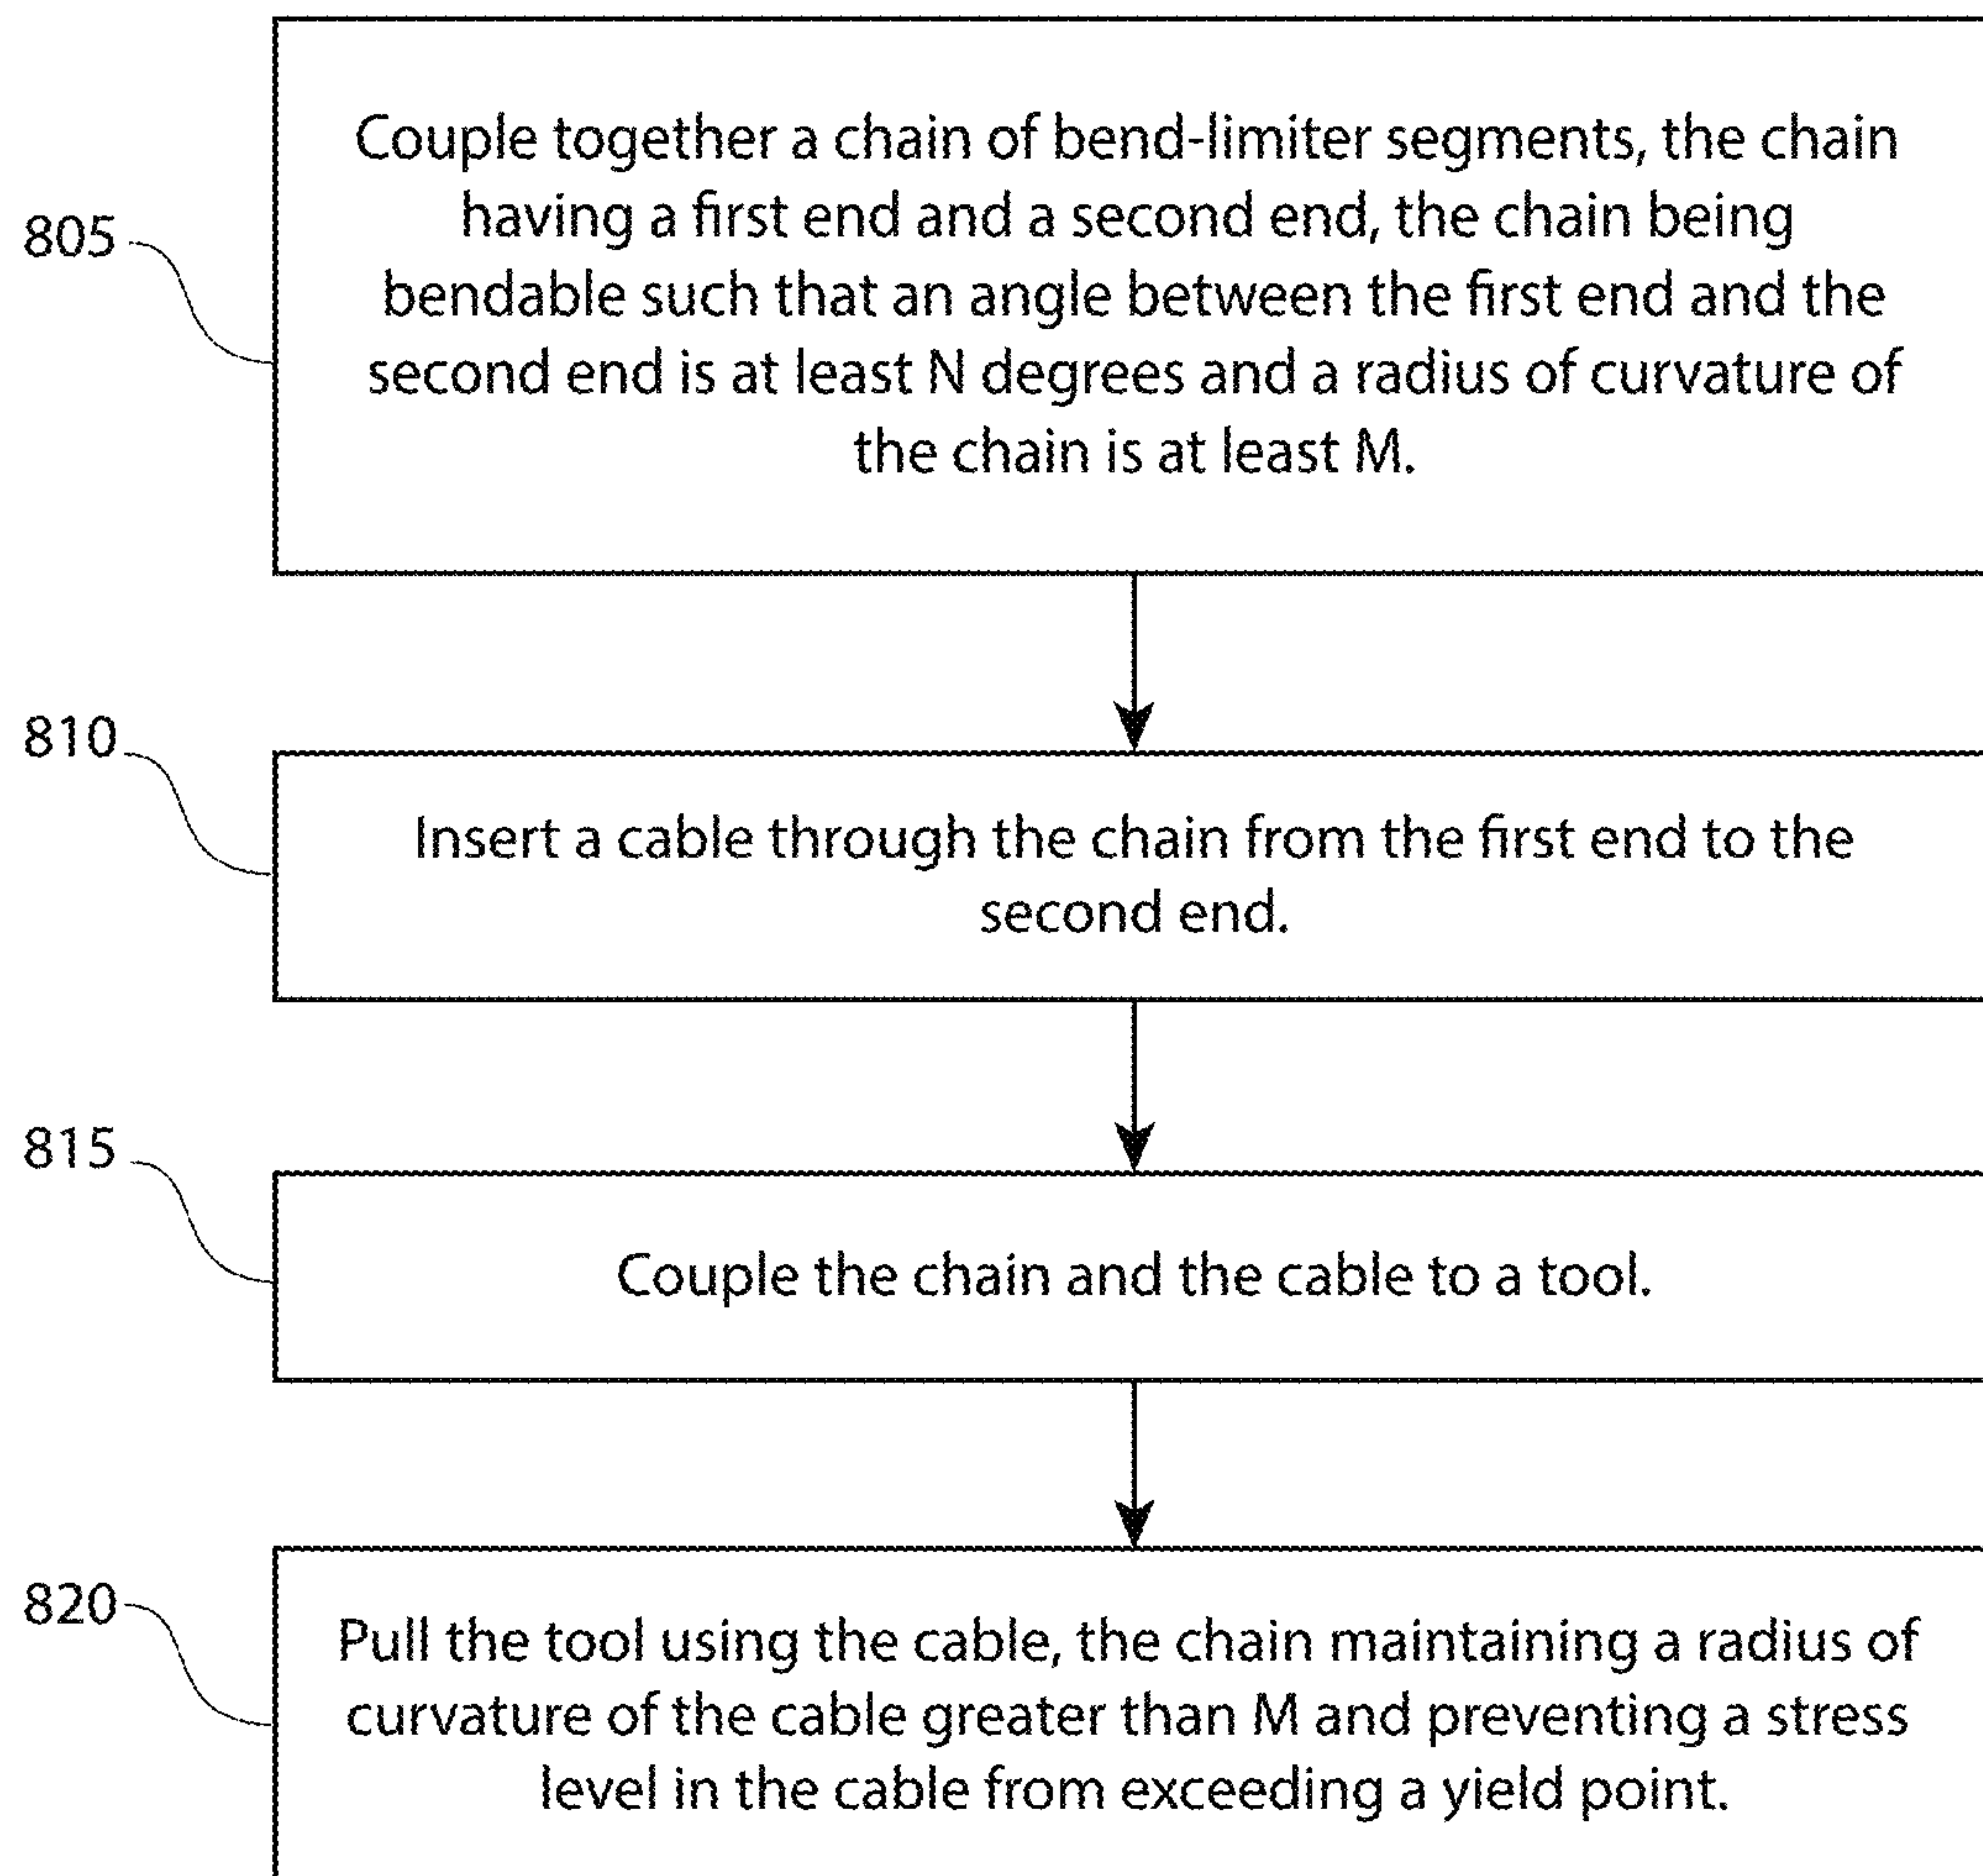 805
Couple together a chain of bend-limiter segments, the chain
having a first end and a second end, the chain being
bendable such that an angle between the first end and the
second end is at least N degrees and a radius of curvature of
the chain is at least M.
810
Insert a cable through the chain from the first end to the
second end.
815
Couple the chain and the cable to a tool.
820
Pull the tool using the cable, the chain maintaining a radius of
curvature of the cable greater than M and preventing a stress
level in the cable from exceeding a yield point.